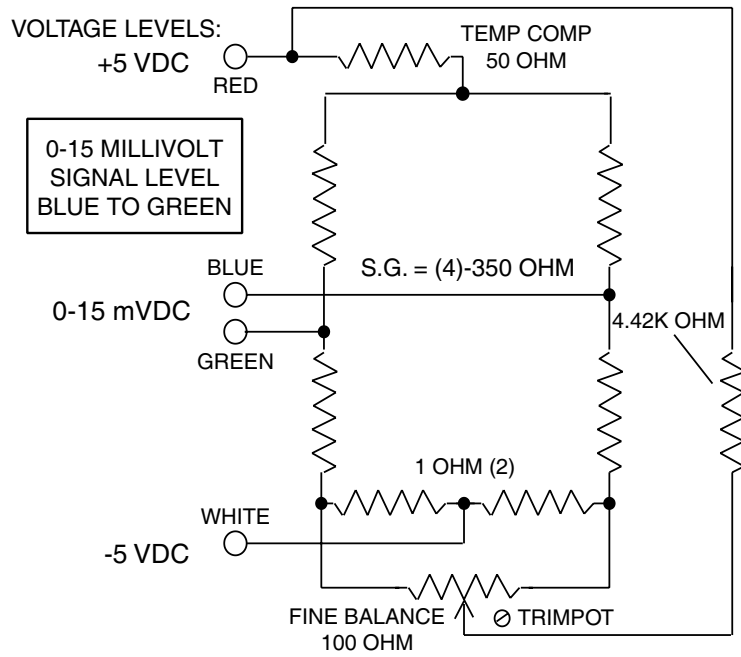 VOLTAGE LEVELS:
+5 VDC
RED
TEMP COMP
50 OHM
0-15 MILLIVOLT
SIGNAL LEVEL
BLUE TO GREEN
BLUE
S.G. = (4)-350 OHM
0-15 mVDC
GREEN
4.42K OHM
1 OHM (2)
WHITE
-5 VDC
FINE BALANCE
100 OHM
TRIMPOT